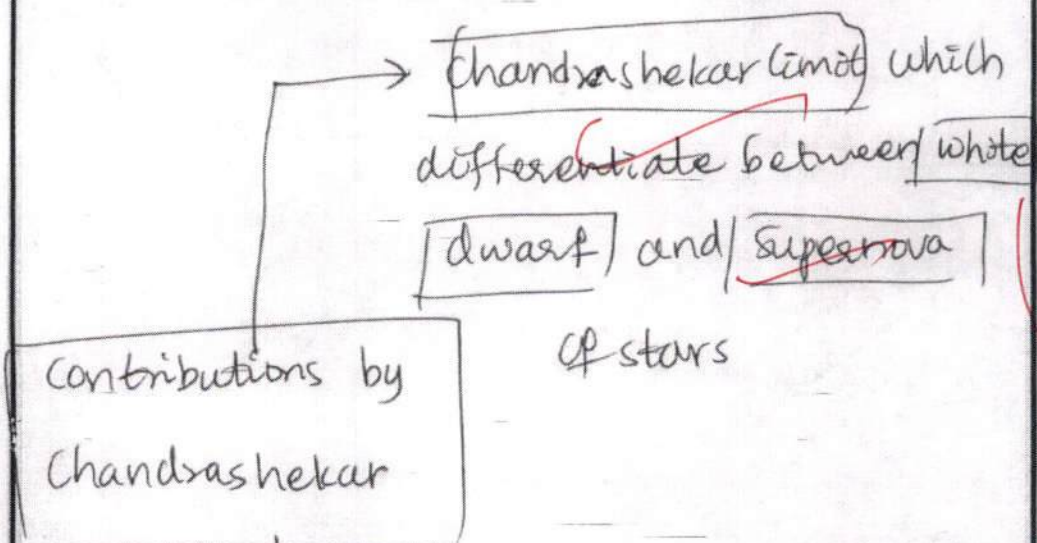 Chandrashekar limit which
differentiate between white
dwarf and supernova
of stars
Contributions by
Chandrashekar